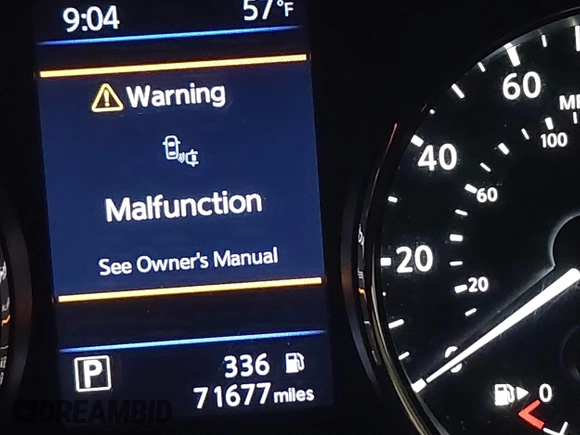 9:04 57°F
Warning
Malfunction
See Owner's Manual
P 336
71677 miles
60
40
20
0
100
60
20
0
DREAMBID